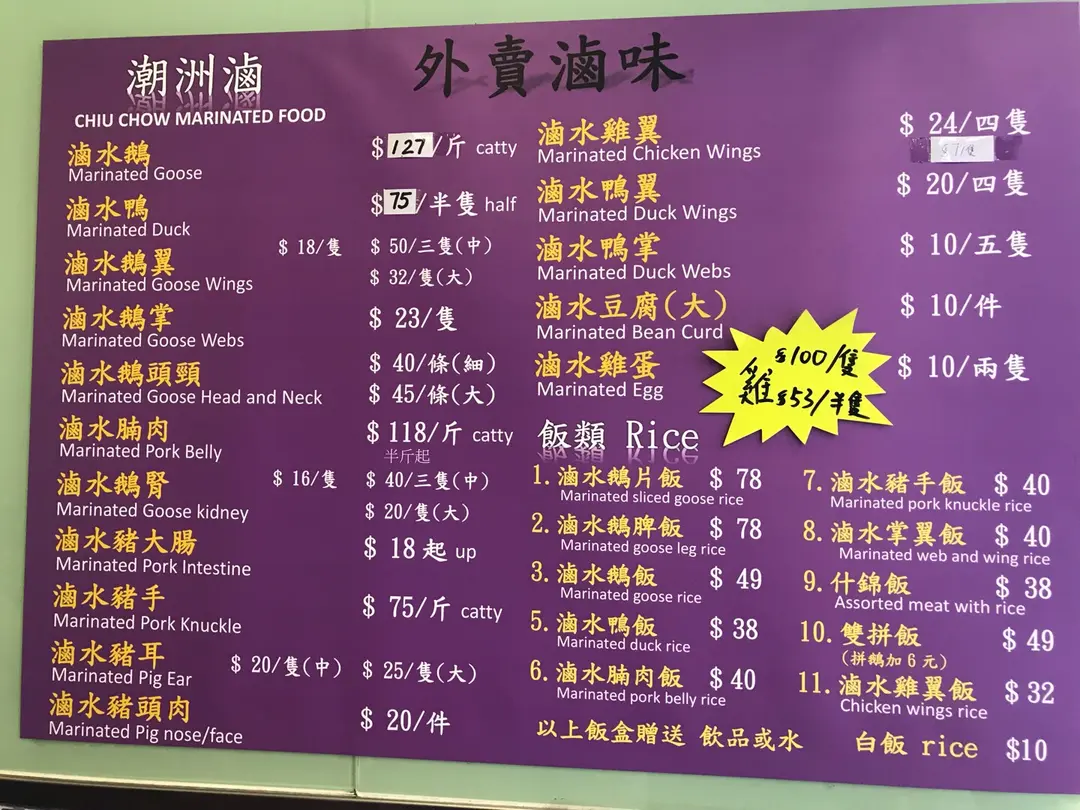 外賣滷味
潮洲滷
CHIU CHOW MARINATED FOOD
滷水鵝 $127/斤 catty
Marinated Goose
滷水鴨 $75/半隻 half
Marinated Duck
滷水鵝翼 $ 18/隻 $ 50/三隻(中)
Marinated Goose Wings $ 32/隻(大)
滷水鵝掌 $ 23/隻
Marinated Goose Webs
滷水鵝頭頸 $ 40/條(細)
Marinated Goose Head and Neck $ 45/條(大)
滷水腩肉 $ 118/斤 catty
Marinated Pork Belly 半斤起
滷水鵝腎 $ 16/隻 $ 40/三隻(中)
Marinated Goose kidney $ 20/隻(大)
滷水豬大腸 $ 18起 up
Marinated Pork Intestine
滷水豬手 $ 75/斤 catty
Marinated Pork Knuckle
滷水豬耳 $ 20/隻(中) $ 25/隻(大)
Marinated Pig Ear
滷水豬頭肉 $ 20/件
Marinated Pig nose/face
滷水雞翼 $ 24/四隻
Marinated Chicken Wings $7/隻
滷水鴨翼 $ 20/四隻
Marinated Duck Wings
滷水鴨掌 $ 10/五隻
Marinated Duck Webs
滷水豆腐(大) $ 10/件
Marinated Bean Curd
滷水雞蛋 $ 10/兩隻
Marinated Egg
雞 $100/隻
$53/半隻
飯類 Rice
1. 滷水鵝片飯 $ 78
Marinated sliced goose rice
2. 滷水鵝脾飯 $ 78
Marinated goose leg rice
3. 滷水鵝飯 $ 49
Marinated goose rice
5. 滷水鴨飯 $ 38
Marinated duck rice
6. 滷水腩肉飯 $ 40
Marinated pork belly rice
7. 滷水豬手飯 $ 40
Marinated pork knuckle rice
8. 滷水掌翼飯 $ 40
Marinated web and wing rice
9. 什錦飯 $ 38
Assorted meat with rice
10. 雙拼飯 $ 49
(拼鵝加6元)
11. 滷水雞翼飯 $ 32
Chicken wings rice
以上飯盒贈送 飲品或水 白飯 rice $10